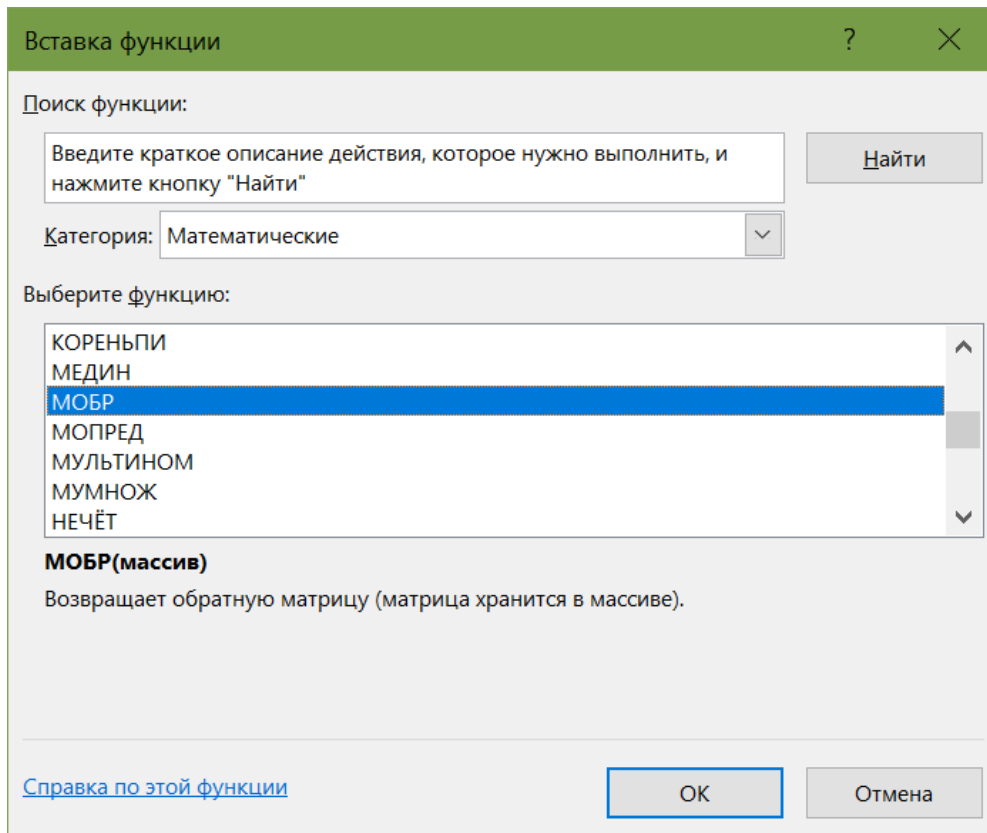 Вставка функции ?
Поиск функции:
Введите краткое описание действия, которое нужно выполнить, и
нажмите кнопку "Найти"
Найти
Категория: Математические
Выберите функцию:
КОРЕНЬПИ
МЕДИН
МОБР
МОПРЕД
МУЛЬТИНОМ
МУМНОЖ
НЕЧЁТ
МОБР(массив)
Возвращает обратную матрицу (матрица хранится в массиве).
Справка по этой функции
ОК
Отмена